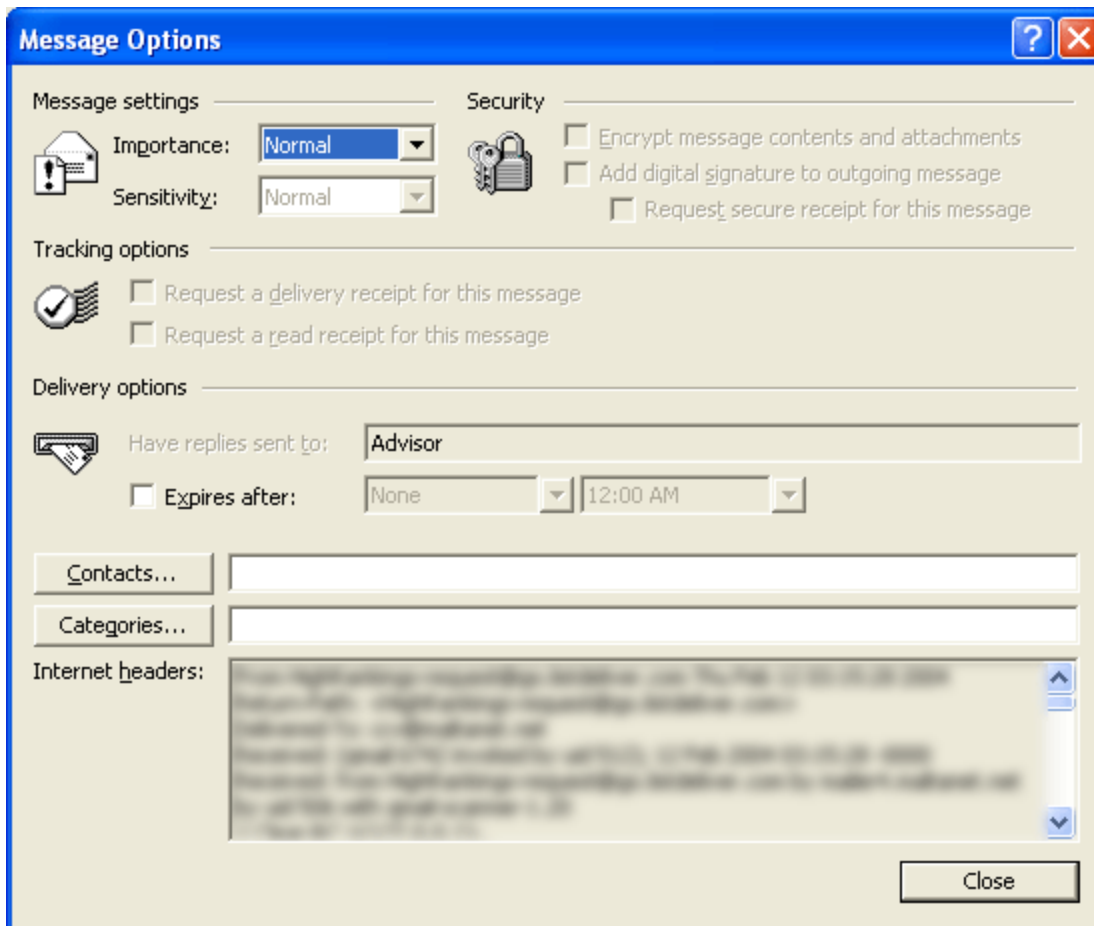 Message Options
Message settings
Importance: Normal
Sensitivity: Normal
Security
Encrypt message contents and attachments
Add digital signature to outgoing message
Request secure receipt for this message
Tracking options
Request a delivery receipt for this message
Request a read receipt for this message
Delivery options
Have replies sent to: Advisor
Expires after: None 12:00 AM
Contacts...
Categories...
Internet headers:
Close